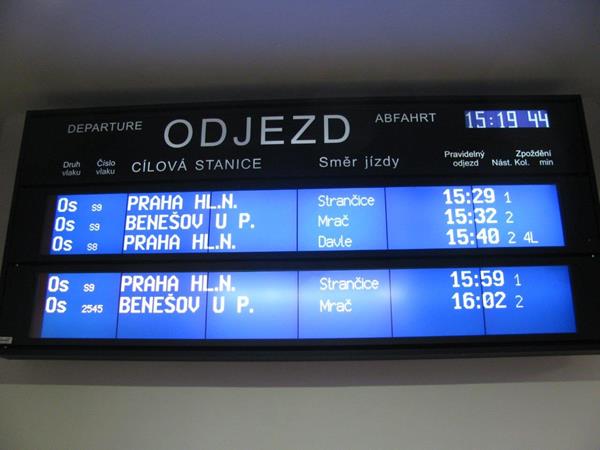 DEPARTURE ODJEZD ABFAHRT 15:19 44
Druh vlaku Číslo vlaku CÍLOVÁ STANICE Směr jízdy Pravidelný odjezd Nást. Kol. Zpoždění min
Os S9 PRAHA HL.N. Strančice 15:29 1
Os S9 BENEŠOV U P. Mrač 15:32 2
Os S8 PRAHA HL.N. Davle 15:40 2 4L
Os S9 PRAHA HL.N. Strančice 15:59 1
Os 2545 BENEŠOV U P. Mrač 16:02 2